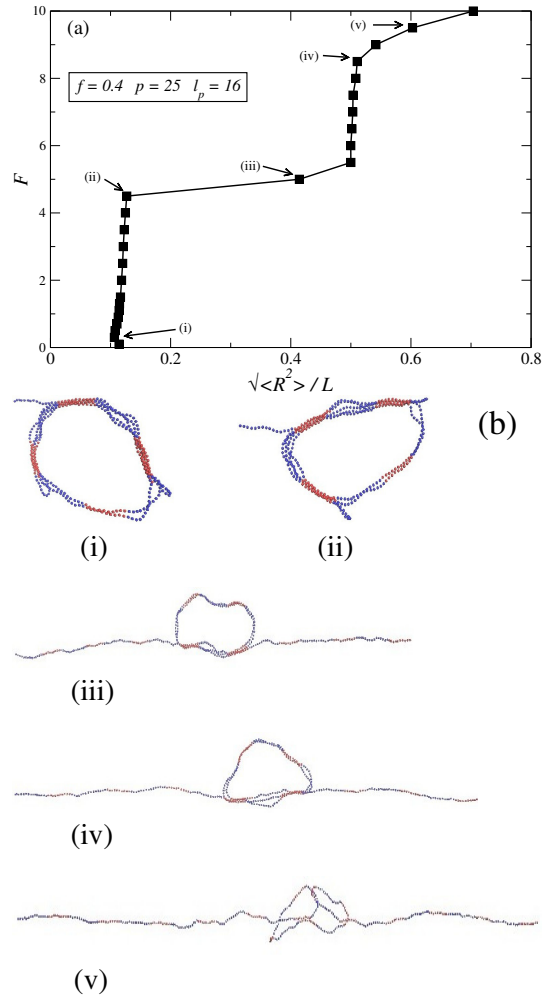 (a)
f = 0.4 p = 25 l_p = 16
(v)
(iv)
(iii)
(ii)
(i)
F
10
8
6
4
2
0
0
0.2
0.4
0.6
0.8
√<R²> / L
(b)
(i)
(ii)
(iii)
(iv)
(v)